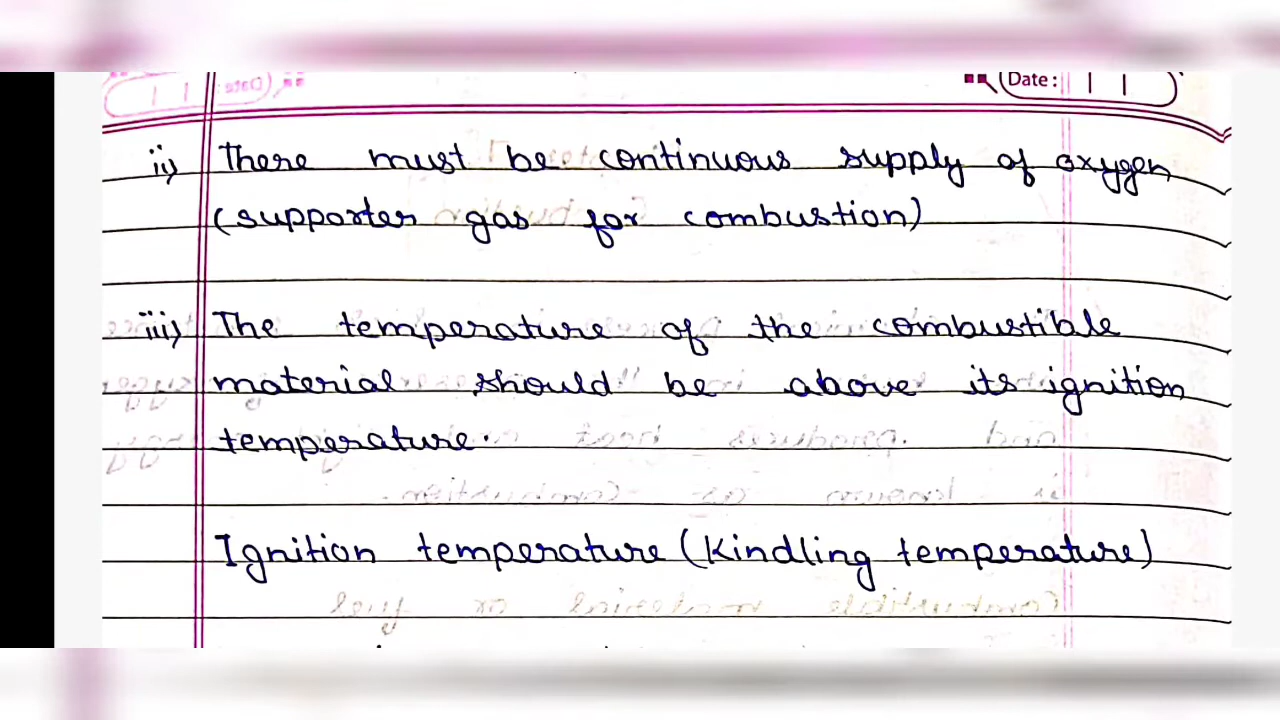 Date :
ii) There must be continuous supply of oxygen
(supporter gas for combustion)
iii) The temperature of the combustible
material should be above its ignition
temperature.
Ignition temperature (Kindling temperature)